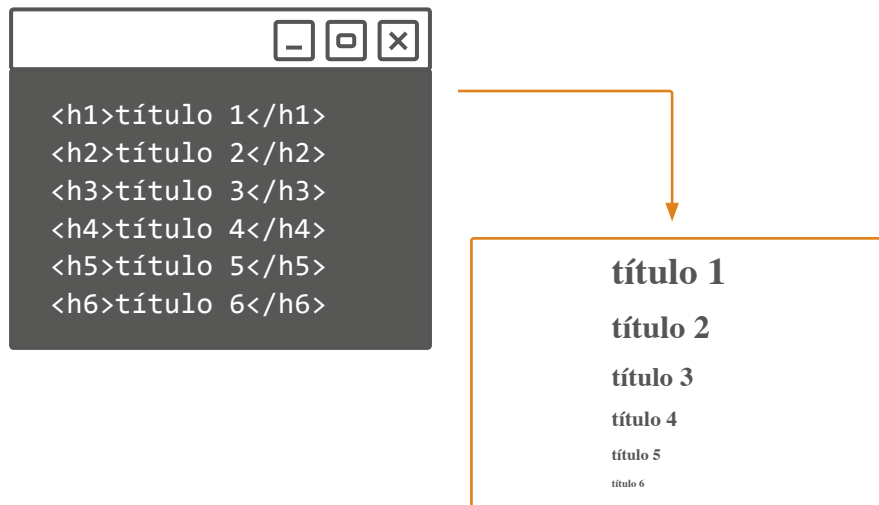 <h1>título 1</h1>
<h2>título 2</h2>
<h3>título 3</h3>
<h4>título 4</h4>
<h5>título 5</h5>
<h6>título 6</h6>
título 1
título 2
título 3
título 4
título 5
título 6